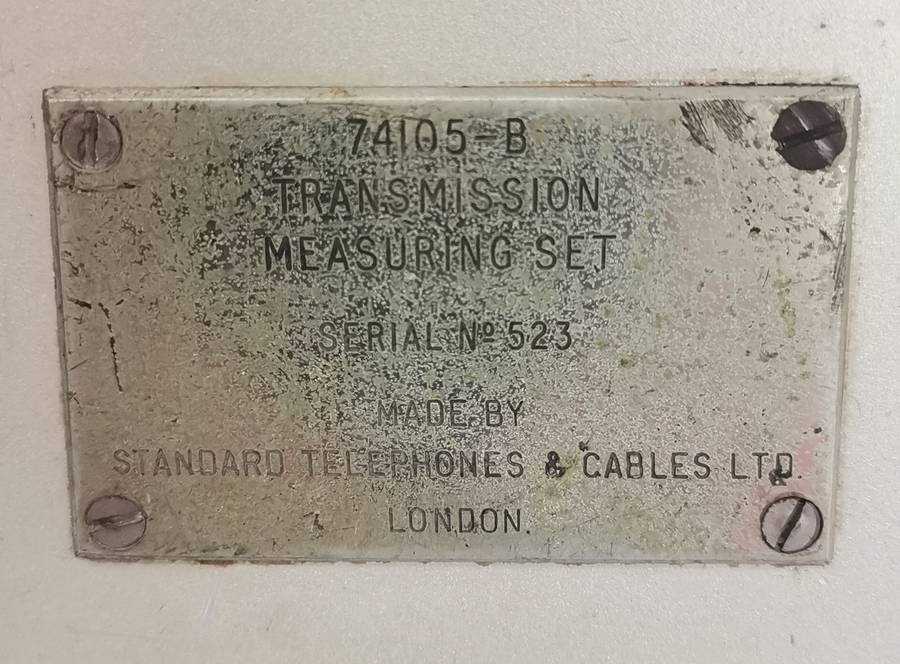 74105-B
TRANSMISSION
MEASURING SET
SERIAL Nº 523
MADE BY
STANDARD TELEPHONES & CABLES LTD.
LONDON.